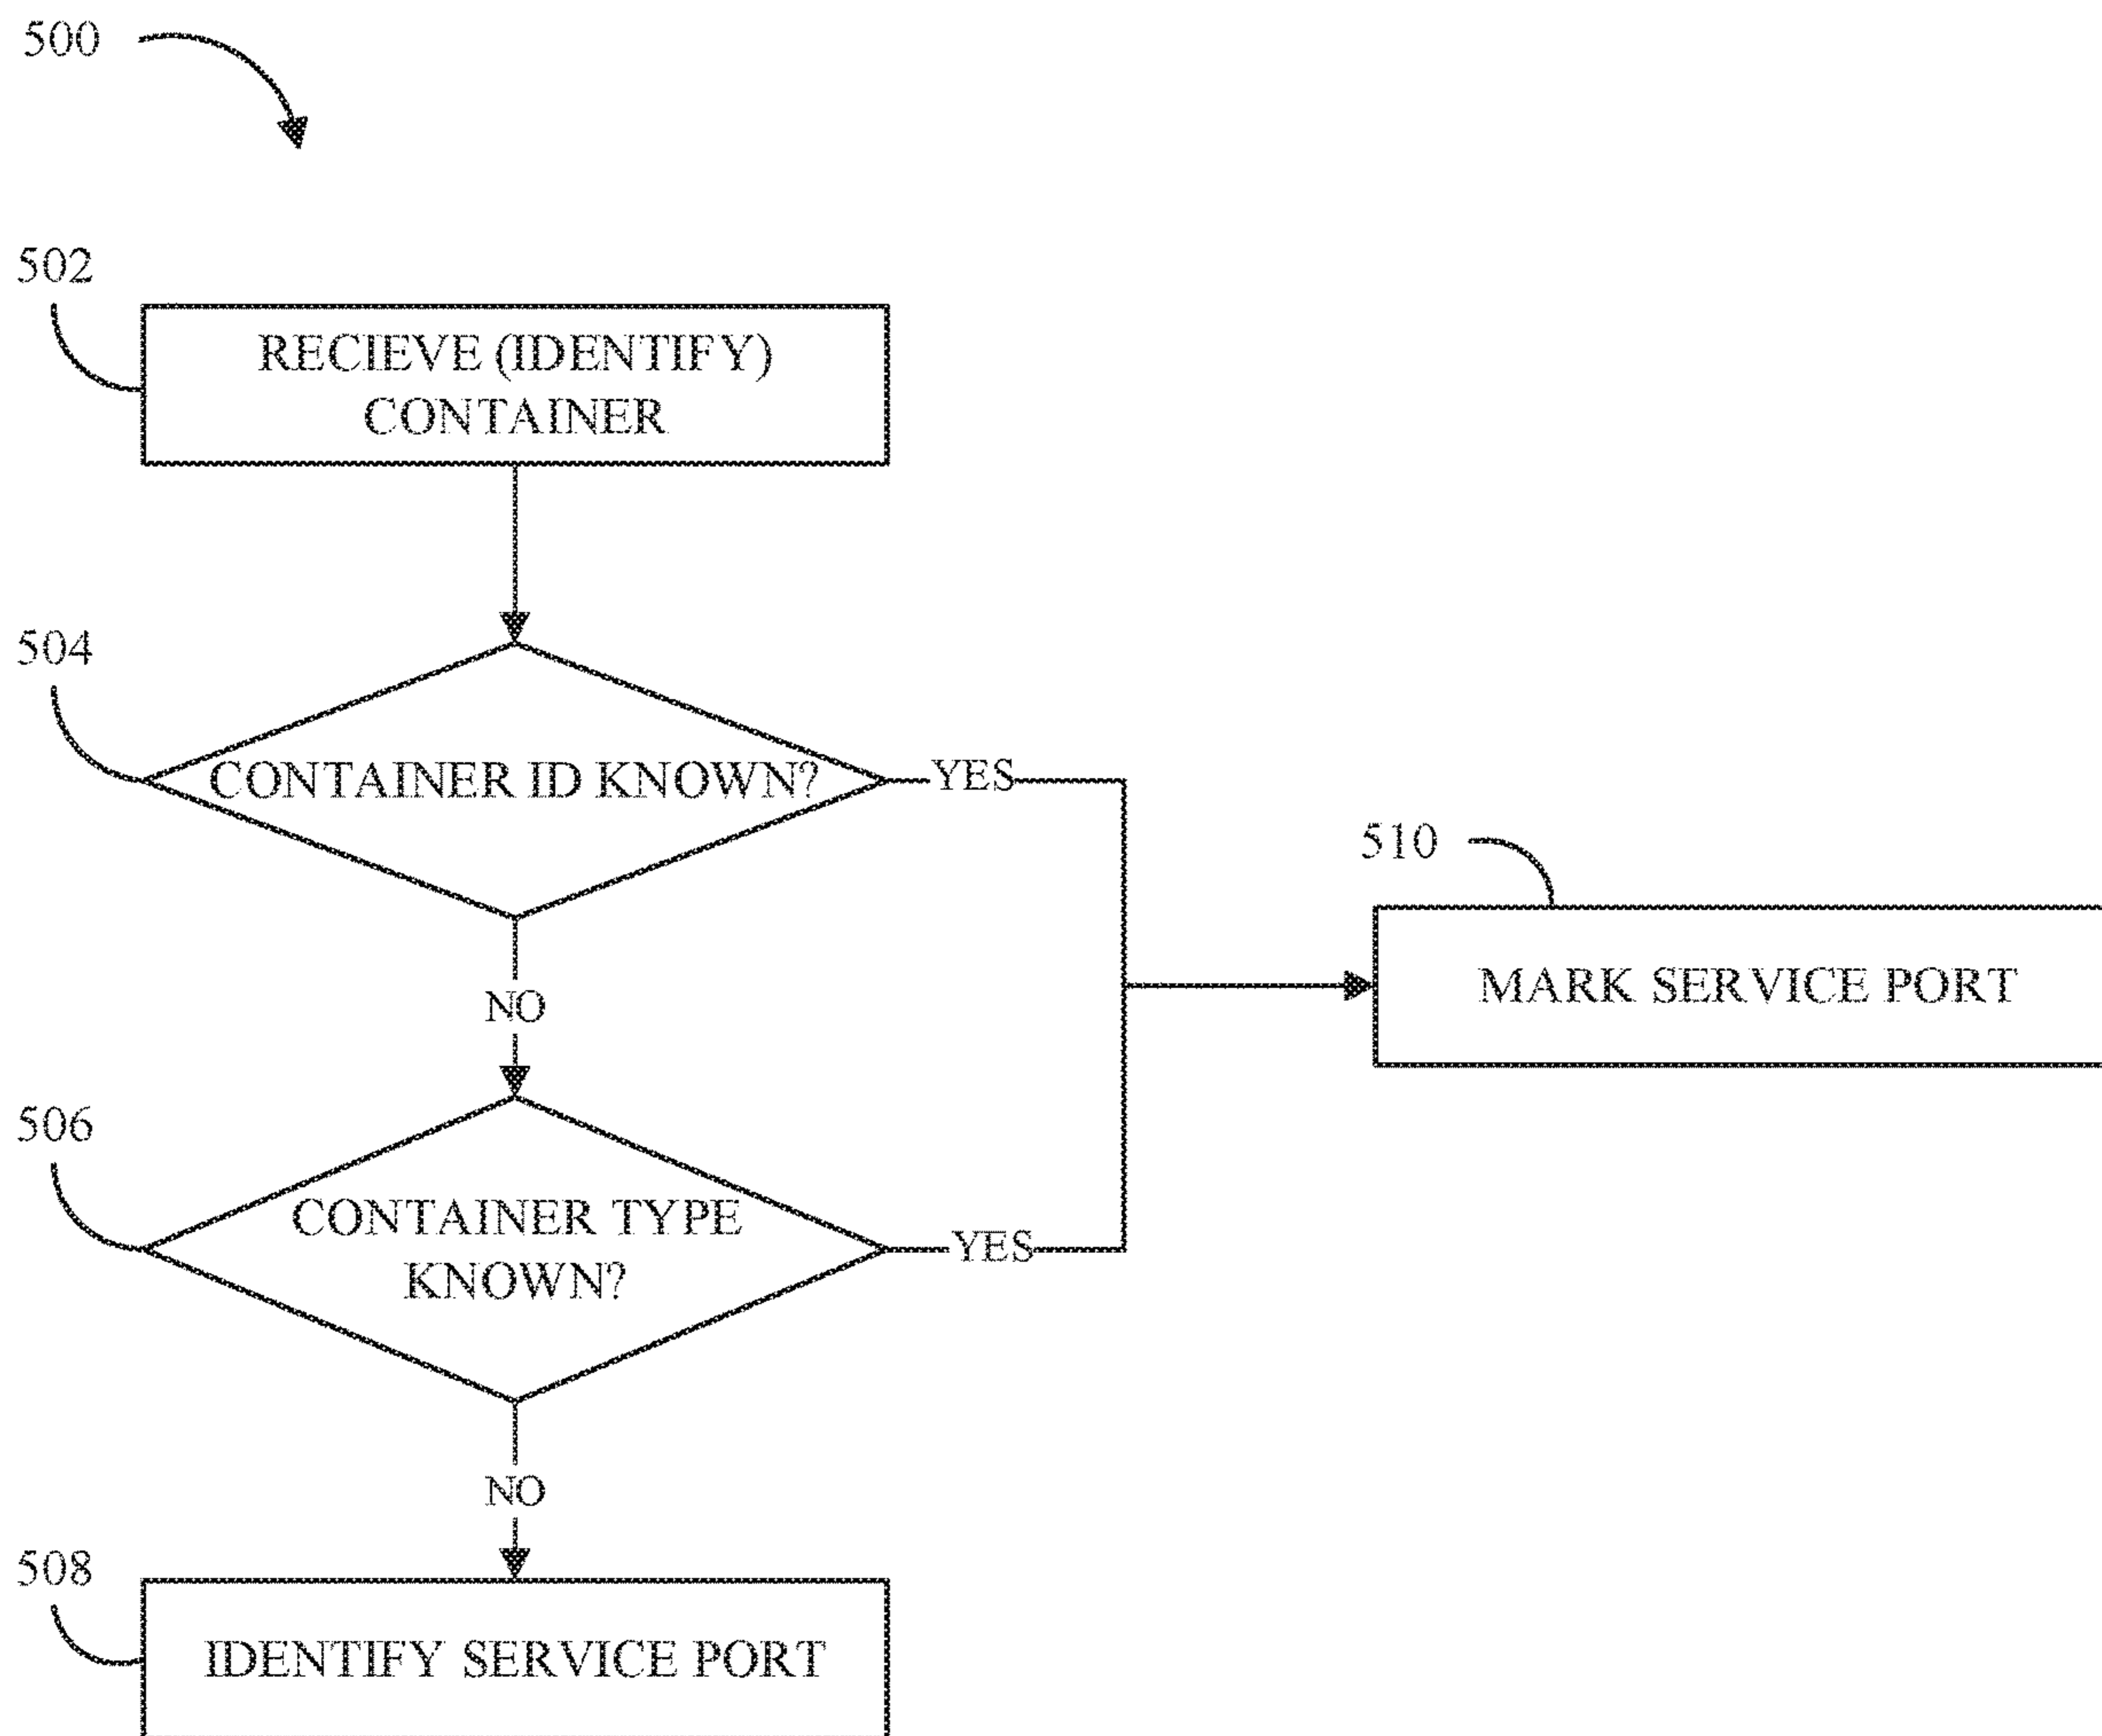 500
502
RECIEVE (IDENTIFY)
CONTAINER
504
CONTAINER ID KNOWN?
YES
510
MARK SERVICE PORT
NO
506
CONTAINER TYPE
KNOWN?
YES
NO
508
IDENTIFY SERVICE PORT